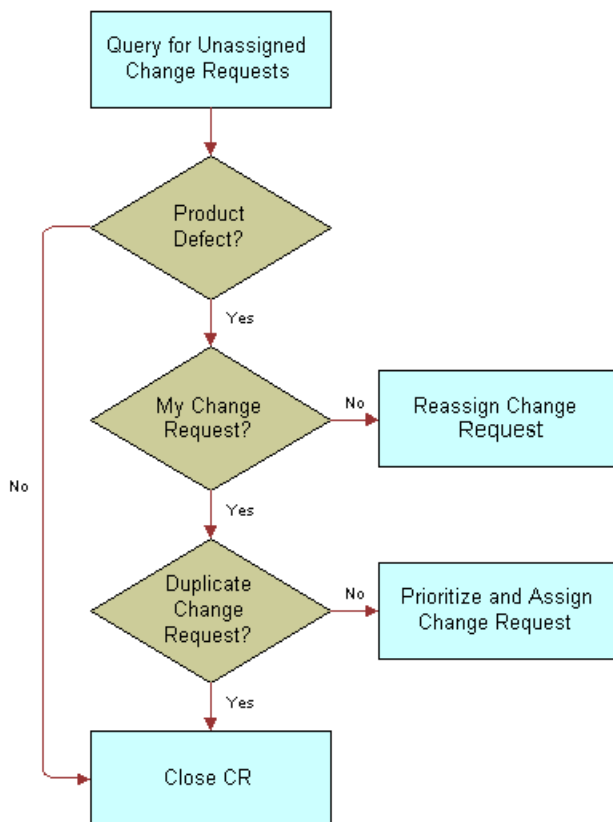 Query for Unassigned
Change Requests
Product
Defect?
Yes
My Change
Request?
No
Reassign Change
Request
No
Yes
Duplicate
Change
Request?
No
Prioritize and Assign
Change Request
Yes
Close CR